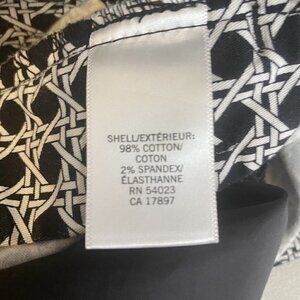 SHELL/EXTÉRIEUR:
98% COTTON/
COTON
2% SPANDEX/
ÉLASTHANNE
RN 54023
CA 17897